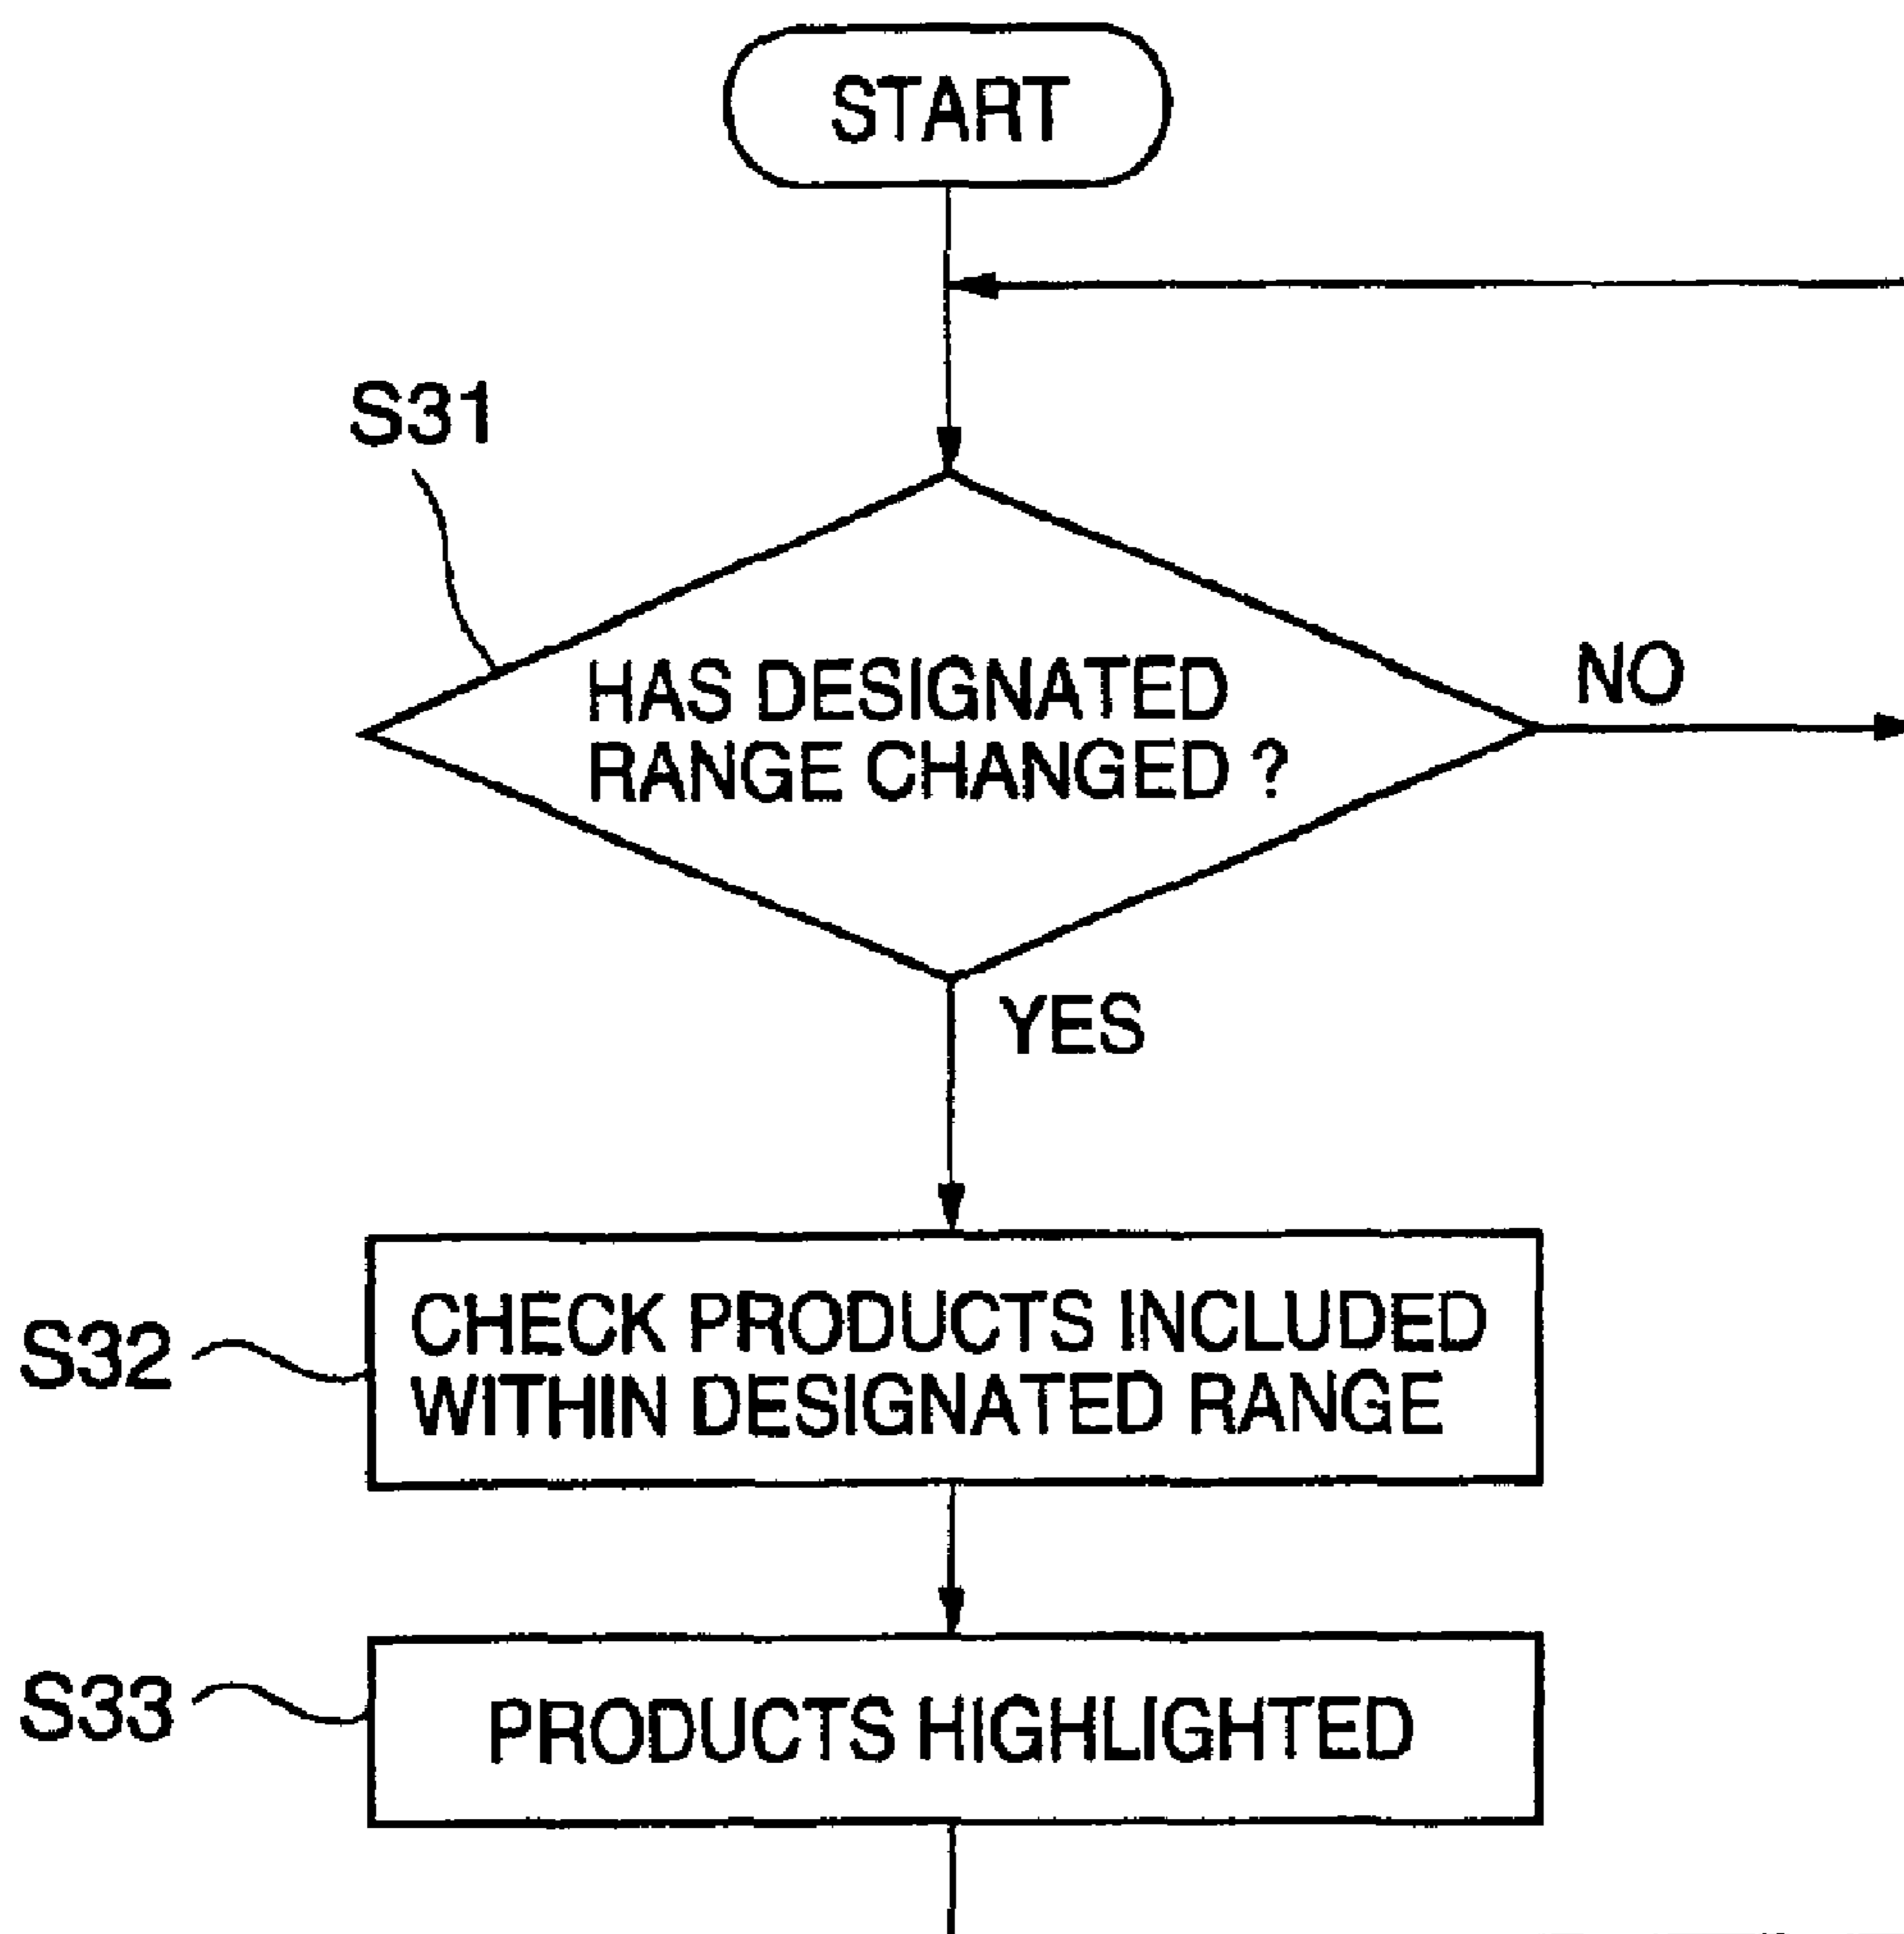 START
S31
HAS DESIGNATED
RANGE CHANGED ?
NO
YES
S32
CHECK PRODUCTS INCLUDED
WITHIN DESIGNATED RANGE
S33
PRODUCTS HIGHLIGHTED